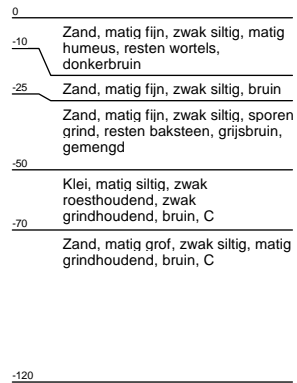 0
Zand, matig fijn, zwak siltig, matig
humeus, resten wortels,
donkerbruin
-10
Zand, matig fijn, zwak siltig, bruin
-25
Zand, matig fijn, zwak siltig, sporen
grind, resten baksteen, grijsbruin,
gemengd
-50
Klei, matig siltig, zwak
roesthoudend, zwak
grindhoudend, bruin, C
-70
Zand, matig grof, zwak siltig, matig
grindhoudend, bruin, C
-120